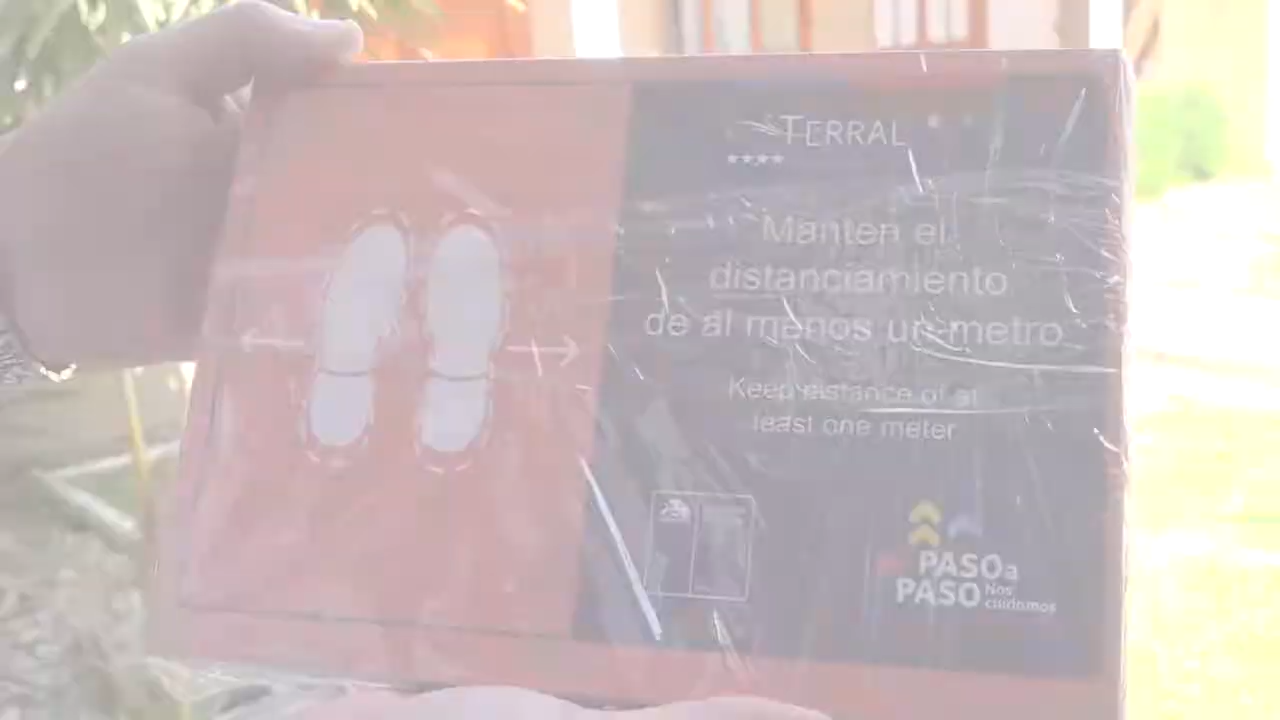 TERRAL
Manten el
distanciamiento
de al menos un metro
Keep distance of at
least one meter
PASO a
PASO Nos
cuidamos